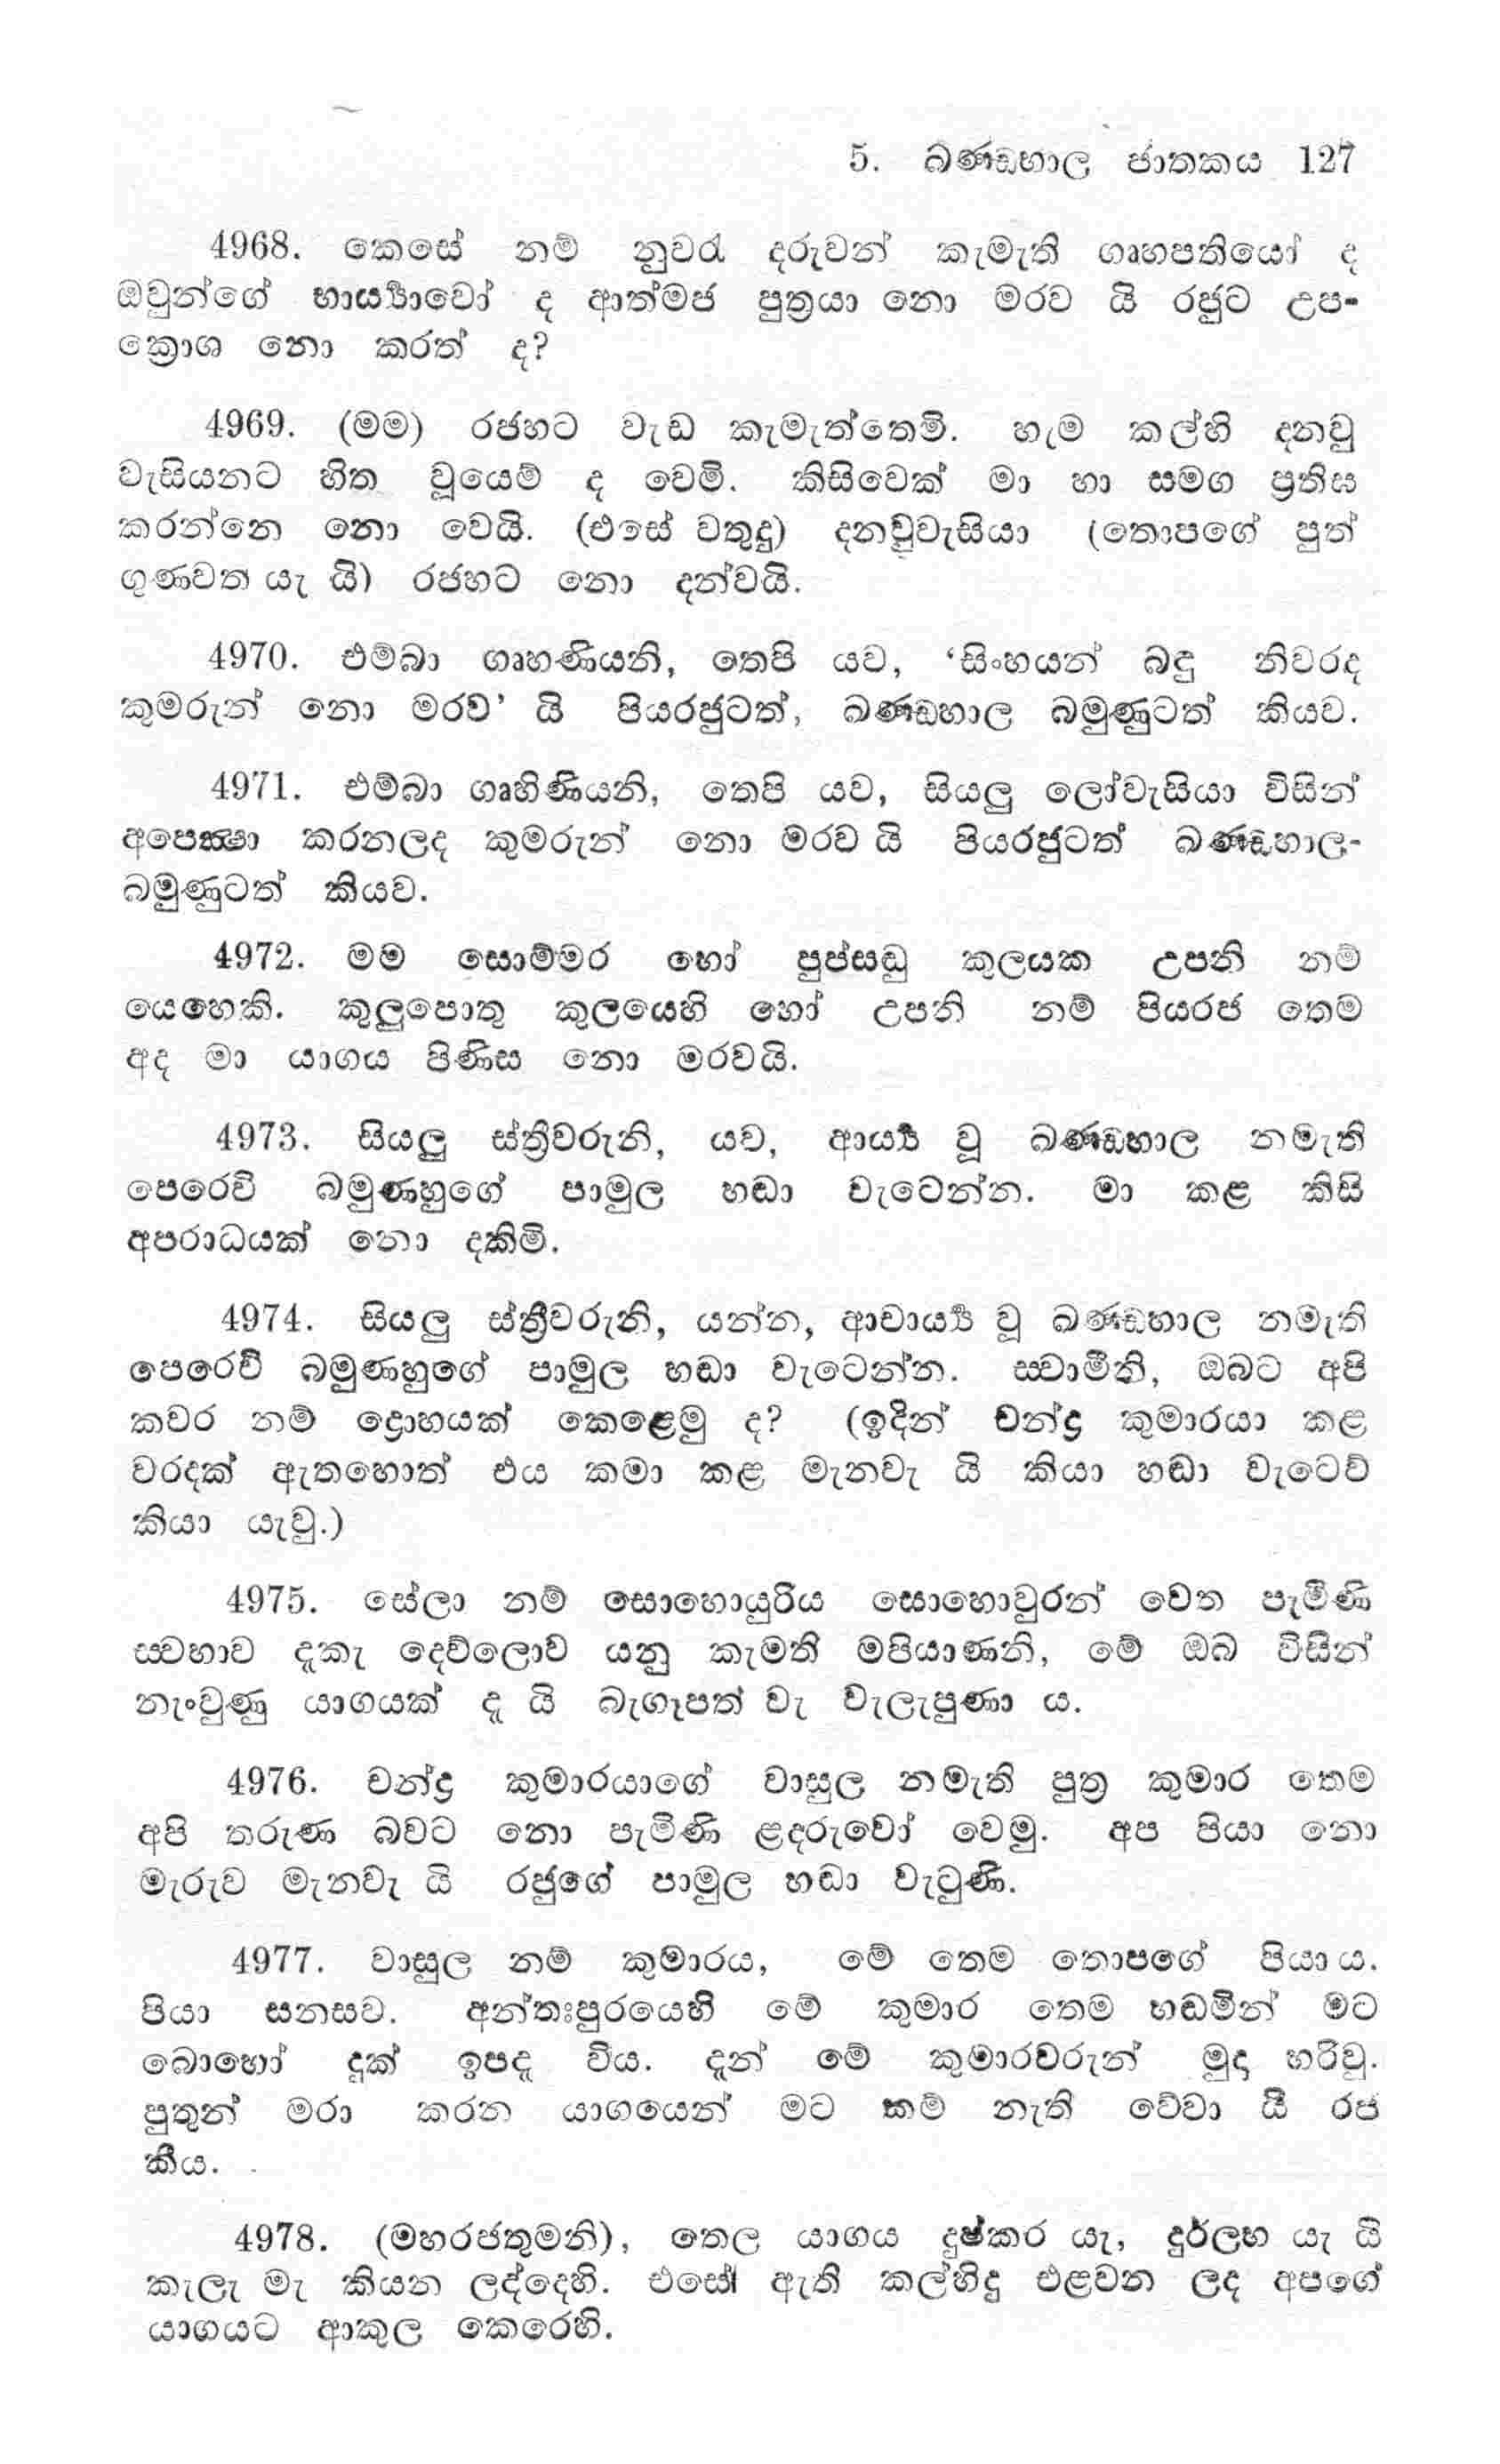 5. ඛණ්ඩහාල ජාතකය 127
4968. කෙසේ නම් නුවරැ දරුවන් කැමැති ගෘහපතියෝ ද
ඔවුන්ගේ භාර්‍ය්‍යාවෝ ද ආත්මජ පුත්‍රයා නො මරව යි රජුට උප-
ක්‍රොශ නො කරත් ද?
4969. (මම) රජහට වැඩ කැමැත්තෙමි. හැම කල්හි දනවු
වැසියනට හිත වූයෙම් ද වෙමි. කිසිවෙක් මා හා සමග ප්‍රතිඝ
කරන්නෙ නො වෙයි. (එසේ වතුදු) දනවුවැසියා (තොපගේ පුත්
ගුණවත යැ යි) රජහට නො දන්වයි.
4970. එම්බා ගෘහණියනි, තෙපි යව, ‘සිංහයන් බඳු නිවරද
කුමරුන් නො මරව’ යි පියරජුටත්, ඛණ්ඩහාල බමුණුටත් කියව.
4971. එම්බා ගෘහිණියනි, තෙපි යව, සියලු ලෝවැසියා විසින්
අපෙක්‍ෂා කරනලද කුමරුන් නො මරව යි පියරජුටත් ඛණ්ඩහාල-
බමුණුටත් කියව.
4972. මම සොම්මර හෝ පුප්සඬු කුලයක උපනි නම්
යෙහෙකි. කුලුපොතු කුලයෙහි හෝ උපනි නම් පියරජ තෙම
අද මා යාගය පිණිස නො මරවයි.
4973. සියලු ස්ත්‍රීවරුනි, යව, ආර්‍ය්‍ය වූ ඛණ්ඩහාල නමැති
පෙරෙවි බමුණහුගේ පාමුල හඬා වැටෙන්න. මා කළ කිසි
අපරාධයක් නො දකිමි.
4974. සියලු ස්ත්‍රීවරුනි, යන්න, ආචාර්‍ය්‍ය වූ ඛණ්ඩහාල නමැති
පෙරෙවි බමුණහුගේ පාමුල හඬා වැටෙන්න. ස්වාමීනි, ඔබට අපි
කවර නම් ද්‍රොහයක් කෙළෙමු ද? (ඉදින් චන්ද්‍ර කුමාරයා කළ
වරදක් ඇතහොත් එය කමා කළ මැනවැ යි කියා හඬා වැටෙව්
කියා යැවු.)
4975. සේලා නම් සොහොයුරිය සොහොවුරන් වෙත පැමිණි
ස්වභාව දැකැ දෙව්ලොව යනු කැමති මපියාණනි, මේ ඔබ විසින්
නැංවුණු යාගයක් දැ යි බැගෑපත් වැ වැලැපුණා ය.
4976. චන්ද්‍ර කුමාරයාගේ වාසුල නමැති පුත්‍ර කුමාර තෙම
අපි තරුණ බවට නො පැමිණි ළදරුවෝ වෙමු. අප පියා නො
මැරුව මැනවැ යි රජුගේ පාමුල හඬා වැටුණි.
4977. වාසුල නම් කුමාරය, මේ තෙම තොපගේ පියා ය.
පියා සනසව. අන්තඃපුරයෙහි මේ කුමාර තෙම හඬමින් මට
බොහෝ දුක් ඉපදැ විය. දැන් මේ කුමාරවරුන් මුදා හරිවු.
පුතුන් මරා කරන යාගයෙන් මට කම් නැති වේවා යි රජ
කීය.
4978. (මහරජතුමනි), තෙල යාගය දුෂ්කර යැ, දුර්ලභ යැ යි
කැලැ මැ කියන ලද්දෙහි. එසේ ඇති කල්හිදු එළවන ලද අපගේ
යාගයට ආකුල කෙරෙහි.